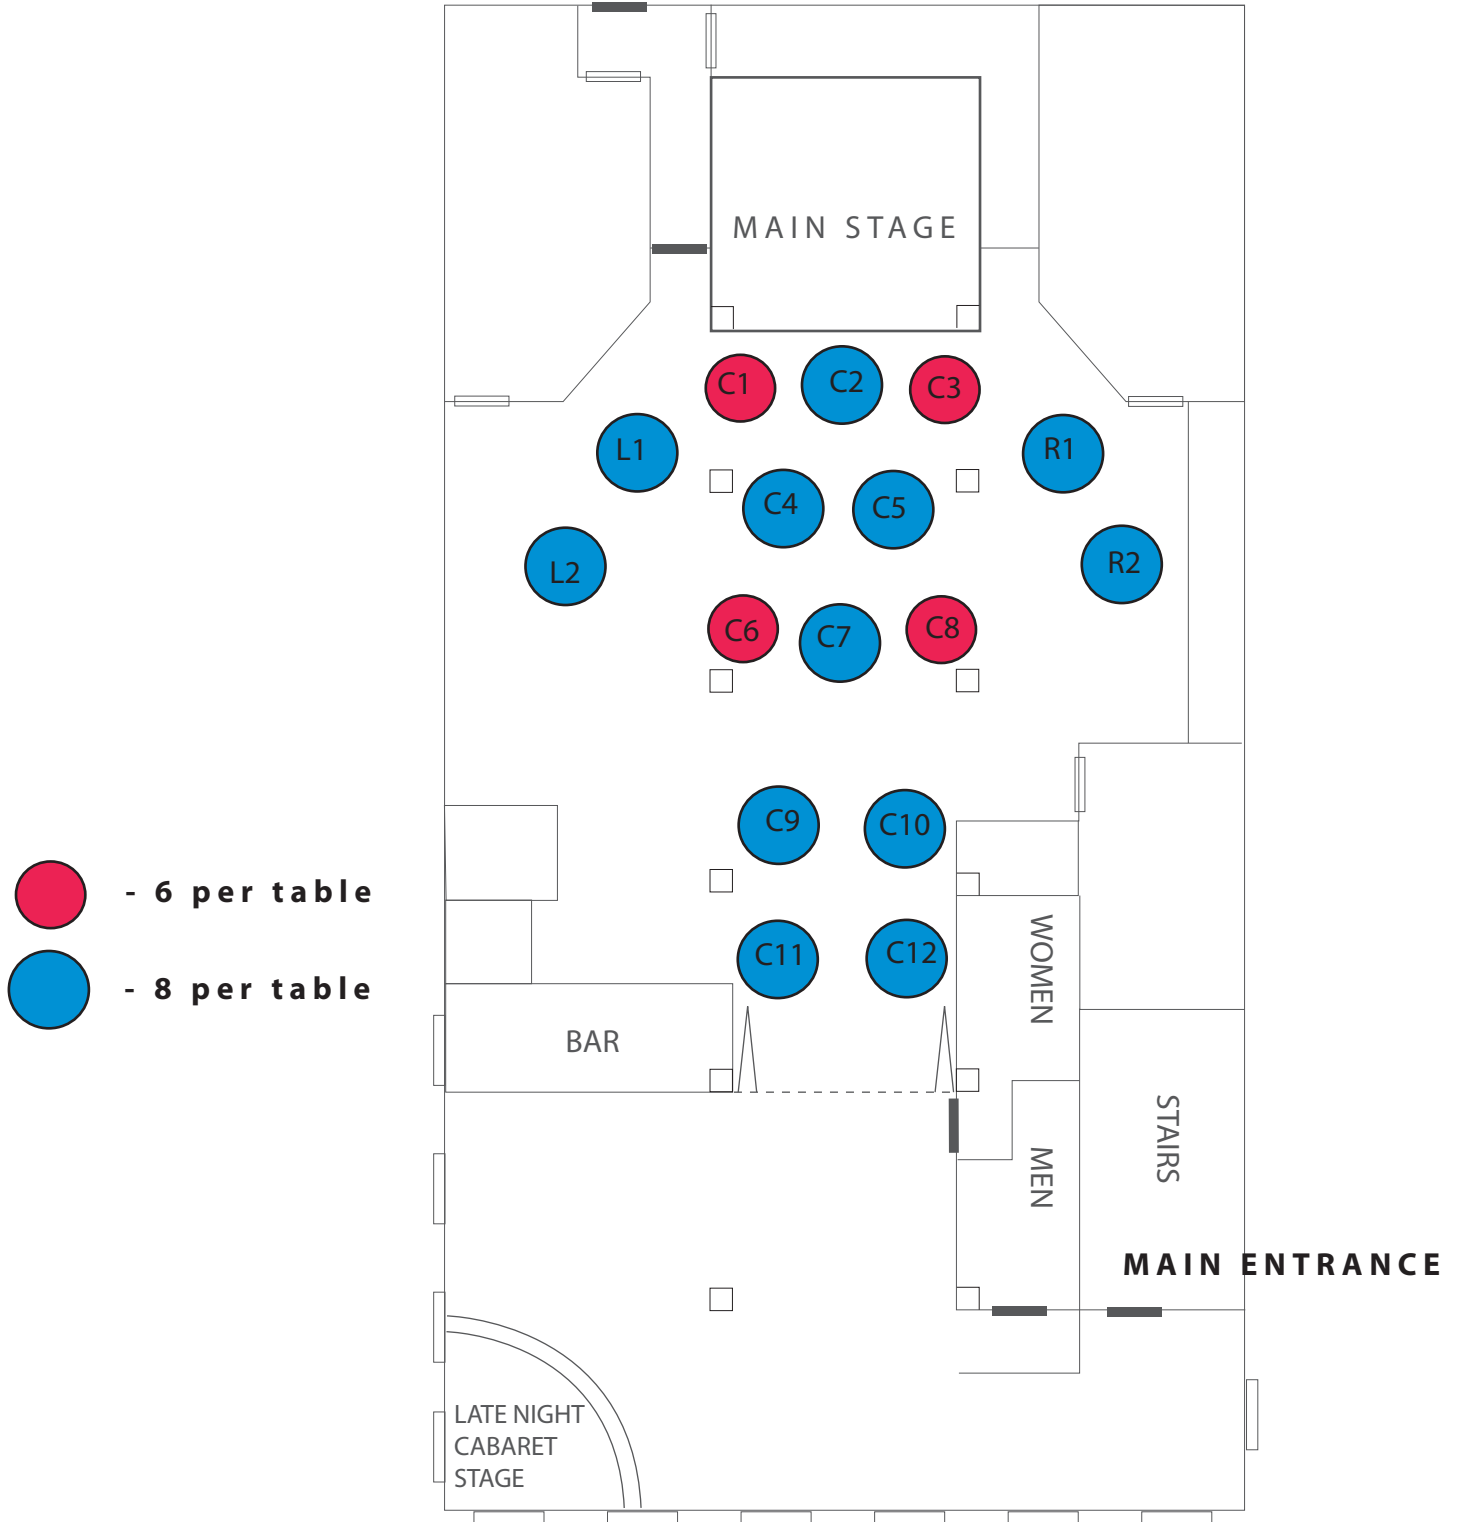 MAIN STAGE
C1
C2
C3
L1
R1
C4
C5
L2
R2
C6
C7
C8
C9
C10
- 6 per table
C11
C12
WOMEN
- 8 per table
BAR
STAIRS
MEN
MAIN ENTRANCE
LATE NIGHT
CABARET
STAGE